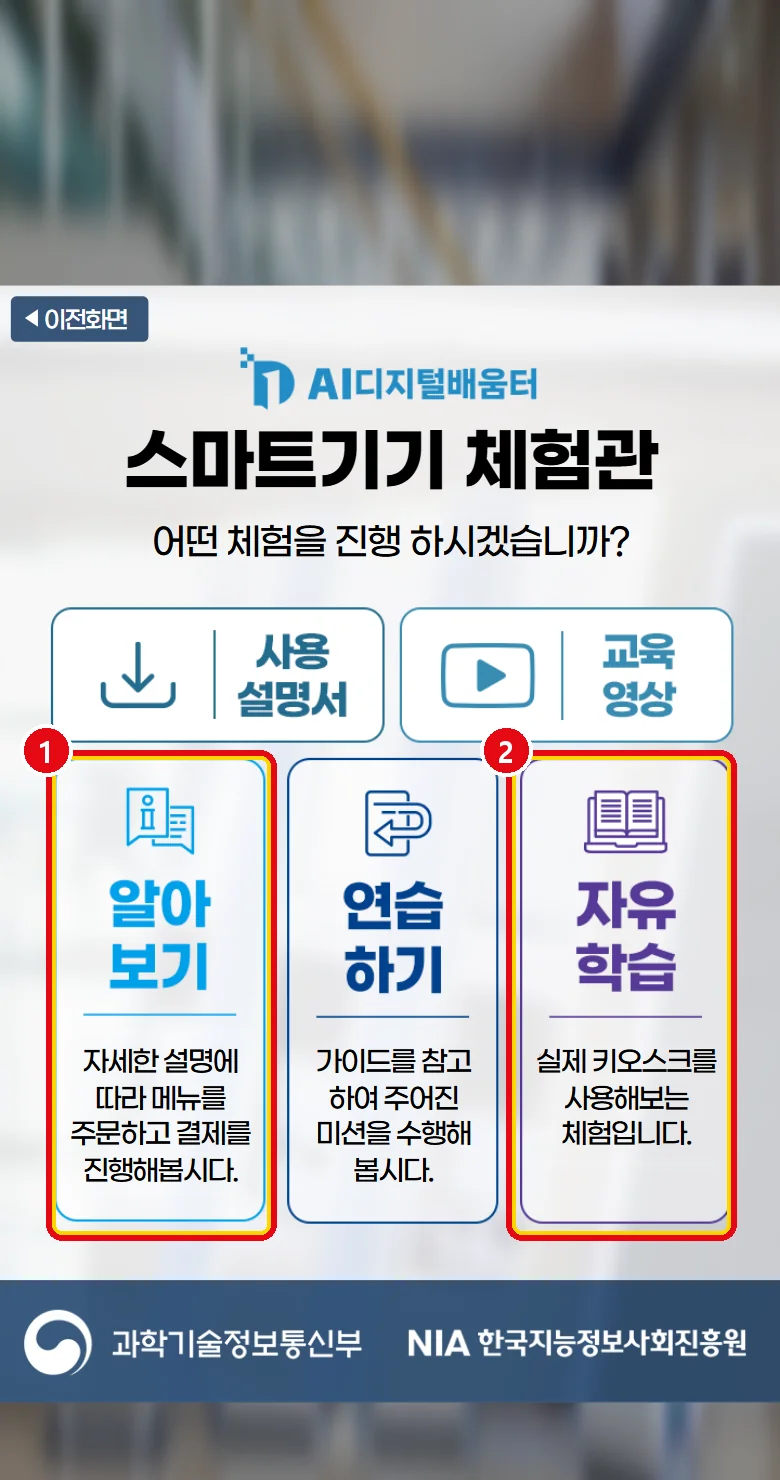 ◀ 이전화면
AI디지털배움터
스마트기기 체험관
어떤 체험을 진행 하시겠습니까?
사용
설명서
교육
영상
1
알아
보기
자세한 설명에
따라 메뉴를
주문하고 결제를
진행해봅시다.
연습
하기
가이드를 참고
하여 주어진
미션을 수행해
봅시다.
2
자유
학습
실제 키오스크를
사용해보는
체험입니다.
과학기술정보통신부
NIA 한국지능정보사회진흥원